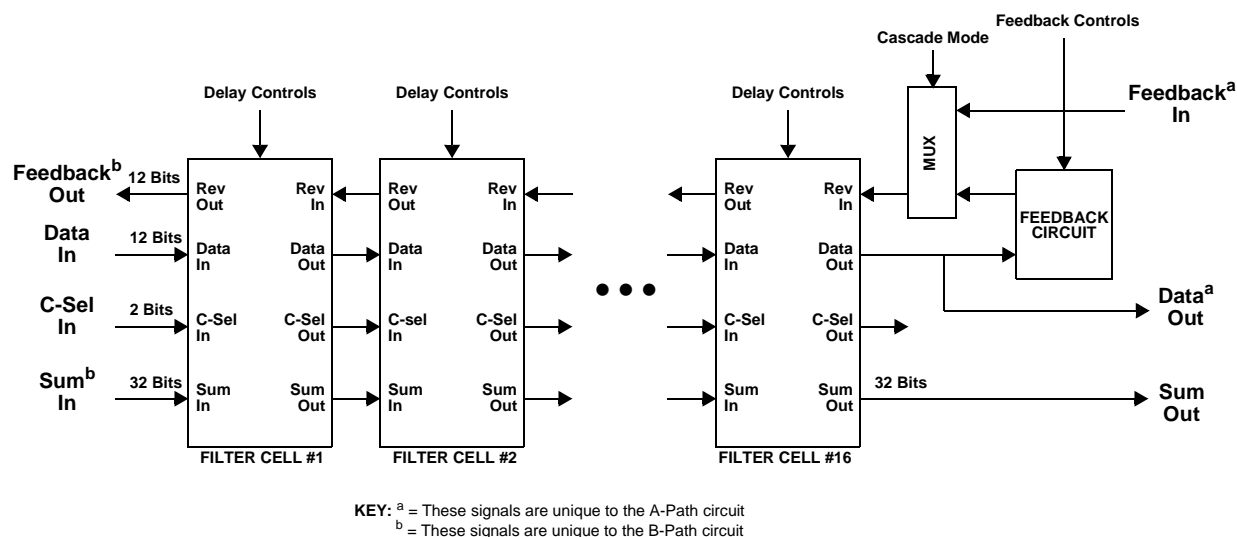 Feedback Controls
Cascade Mode
Delay Controls
Delay Controls
Delay Controls
Feedback^a
In
MUX
FEEDBACK
CIRCUIT
Feedback^b
Out
12 Bits
Rev
Out
Rev
In
Rev
Out
Rev
In
Rev
Out
Rev
In
Data
In
12 Bits
Data
In
Data
Out
Data
In
Data
Out
Data
In
Data
Out
Data^a
Out
C-Sel
In
2 Bits
C-Sel
In
C-Sel
Out
C-sel
In
C-Sel
Out
C-Sel
In
C-Sel
Out
Sum^b
In
32 Bits
Sum
In
Sum
Out
Sum
In
Sum
Out
Sum
In
Sum
Out
32 Bits
Sum
Out
FILTER CELL #1
FILTER CELL #2
FILTER CELL #16
KEY: ^a = These signals are unique to the A-Path circuit
^b = These signals are unique to the B-Path circuit